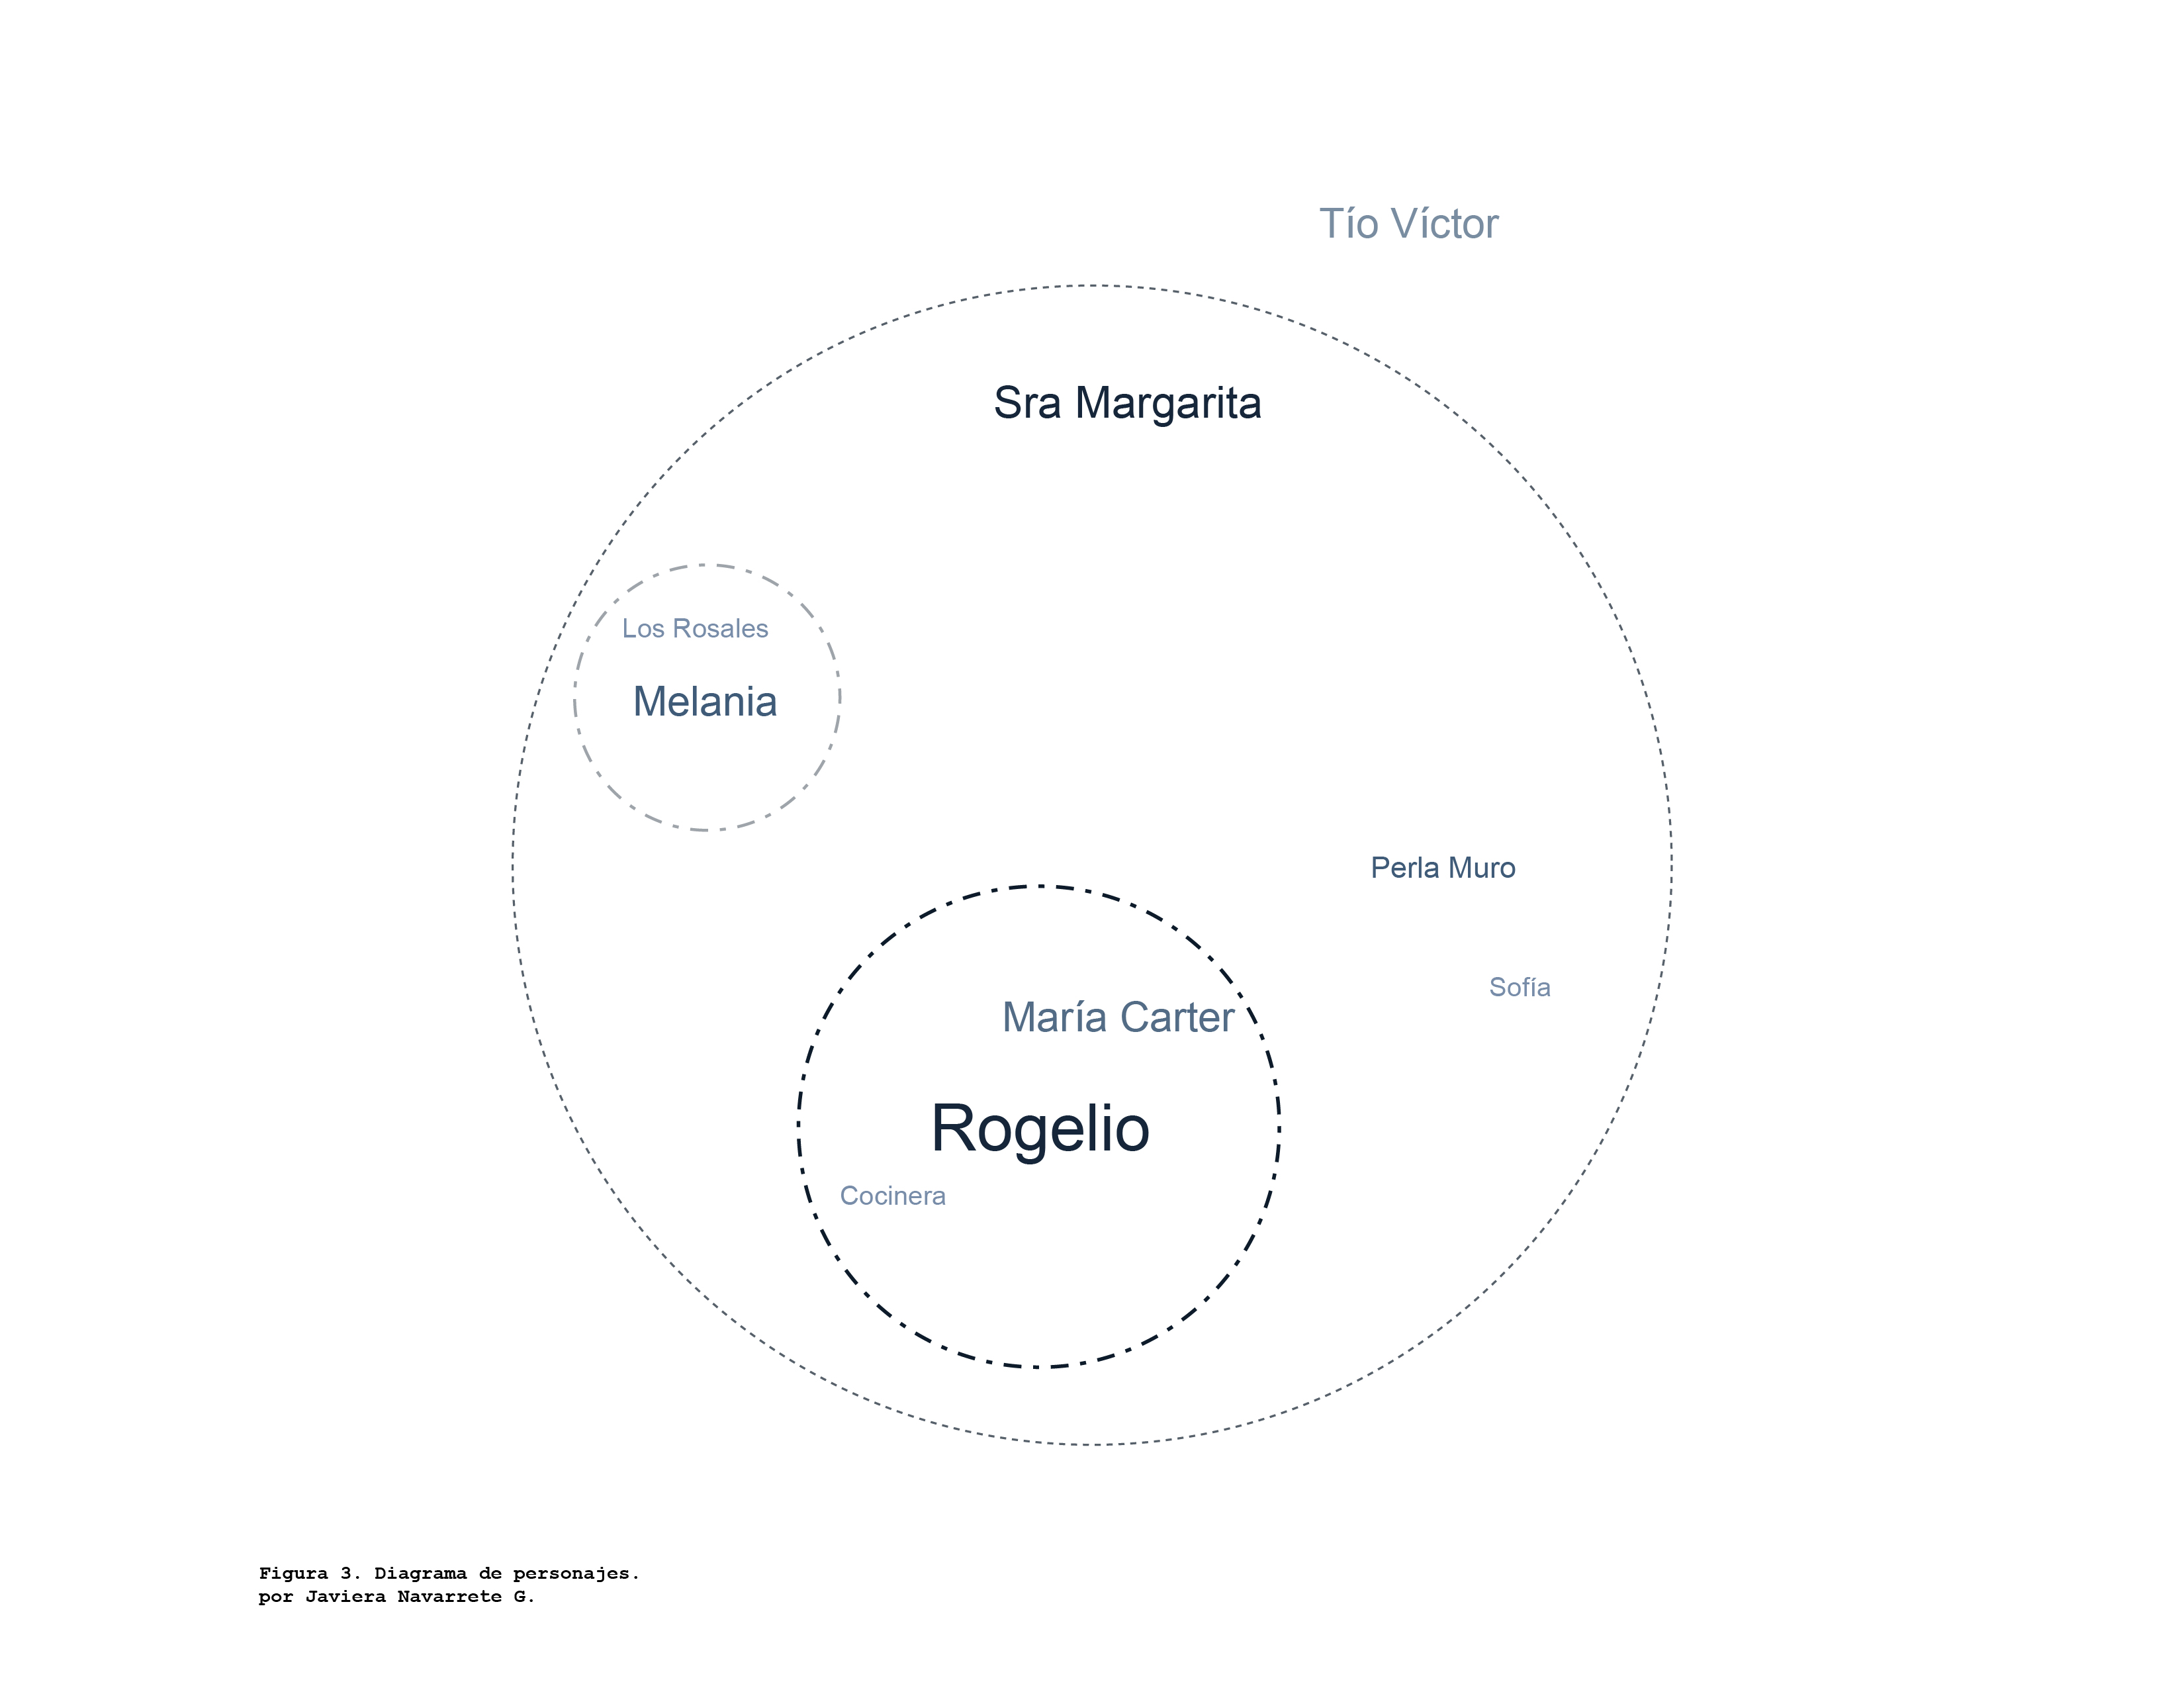 Tío Víctor
Sra Margarita
Los Rosales
Melania
Perla Muro
Sofía
María Carter
Rogelio
Cocinera
Figura 3. Diagrama de personajes.
por Javiera Navarrete G.